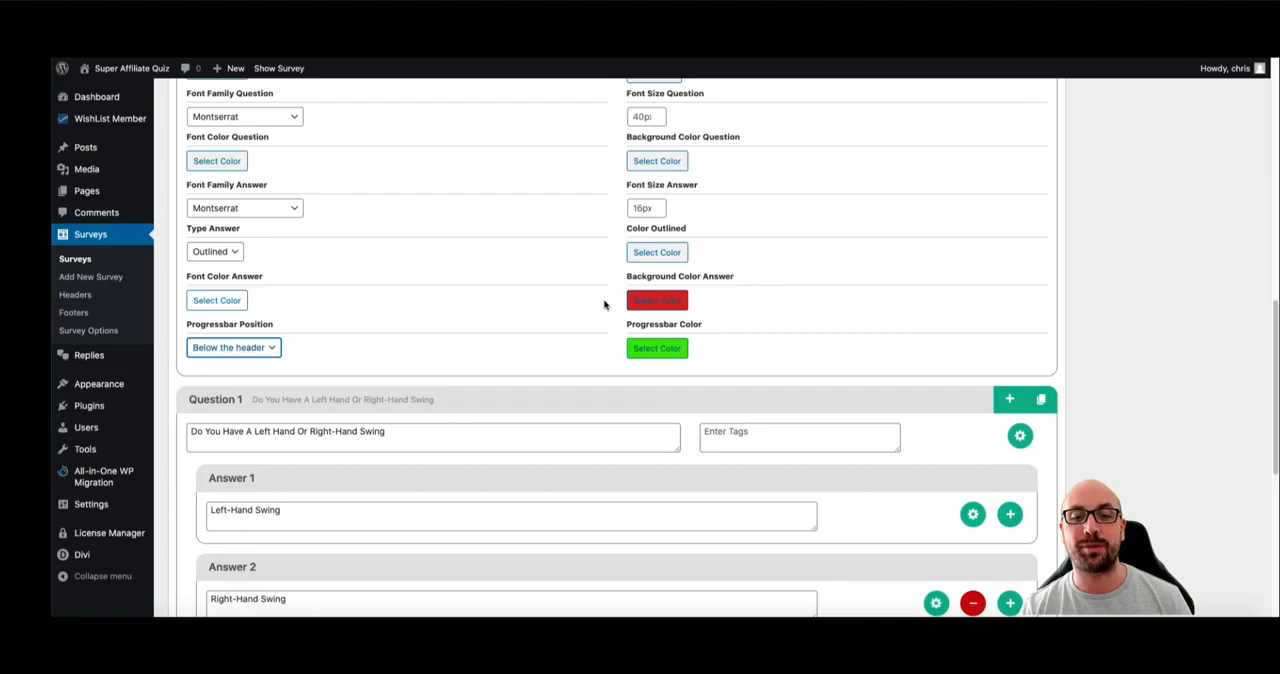 Super Affiliate Quiz
0
New
Show Survey
Howdy, chris
Dashboard
WishList Member
Posts
Media
Pages
Comments
Surveys
Surveys
Add New Survey
Headers
Footers
Survey Options
Replies
Appearance
Plugins
Users
Tools
All-in-One WP
Migration
Settings
License Manager
Divi
Collapse menu
Font Family Question
Font Size Question
Montserrat
40px
Font Color Question
Background Color Question
Select Color
Select Color
Font Family Answer
Font Size Answer
Montserrat
16px
Type Answer
Color Outlined
Outlined
Select Color
Font Color Answer
Background Color Answer
Select Color
Select Color
Progressbar Position
Progressbar Color
Below the header
Select Color
Question 1 Do You Have A Left Hand Or Right-Hand Swing
Do You Have A Left Hand Or Right-Hand Swing
Enter Tags
Answer 1
Left-Hand Swing
Answer 2
Right-Hand Swing